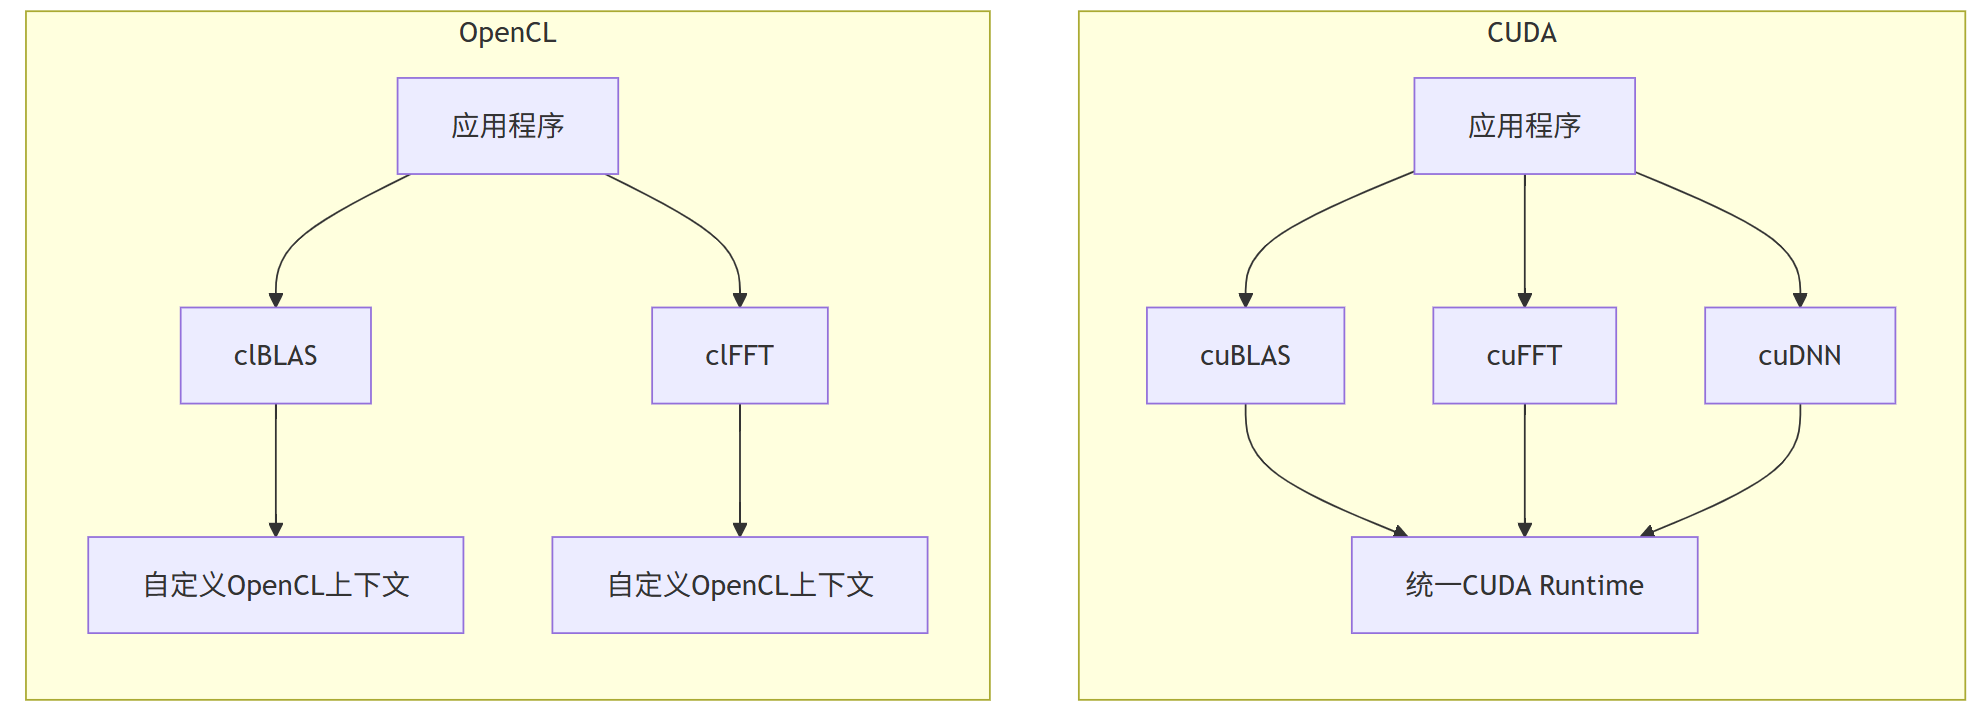 OpenCL
应用程序
clBLAS
clFFT
自定义OpenCL上下文
自定义OpenCL上下文
CUDA
应用程序
cuBLAS
cuFFT
cuDNN
统一CUDA Runtime